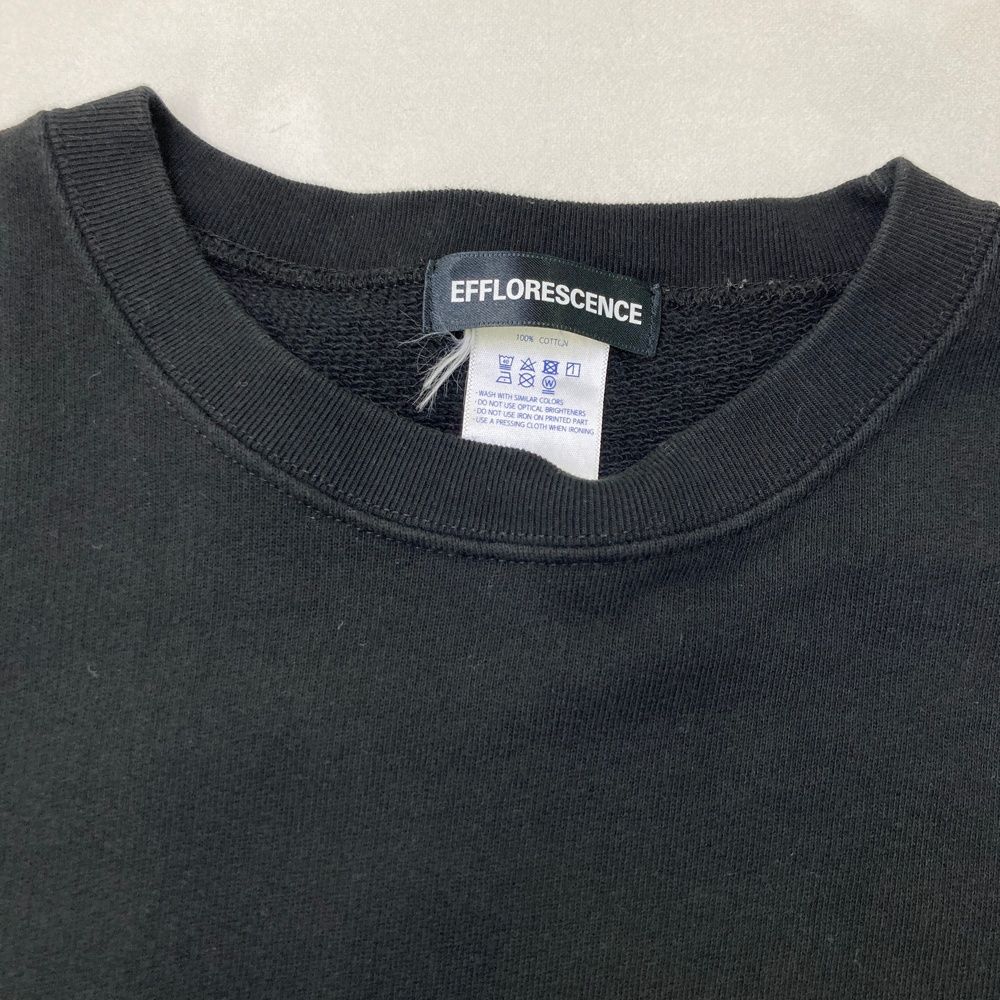 EFFLORESCENCE
100% COTTON
40
W
·WASH WITH SIMILAR COLORS
·DO NOT USE OPTICAL BRIGHTENERS
·DO NOT USE IRON ON PRINTED PART
USE A PRESSING CLOTH WHEN IRONING